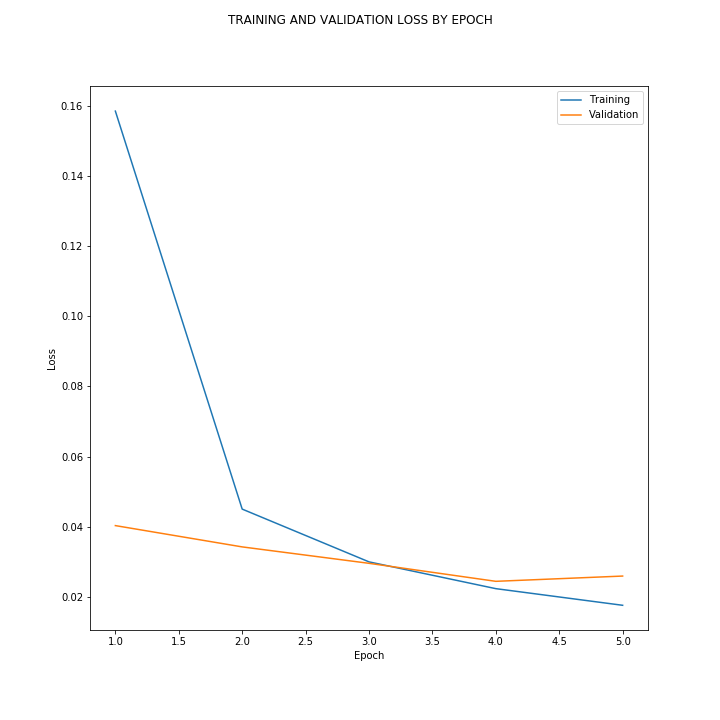 TRAINING AND VALIDATION LOSS BY EPOCH
Training
Validation
0.16
0.14
0.12
0.10
0.08
0.06
0.04
0.02
Loss
1.0 1.5 2.0 2.5 3.0 3.5 4.0 4.5 5.0
Epoch